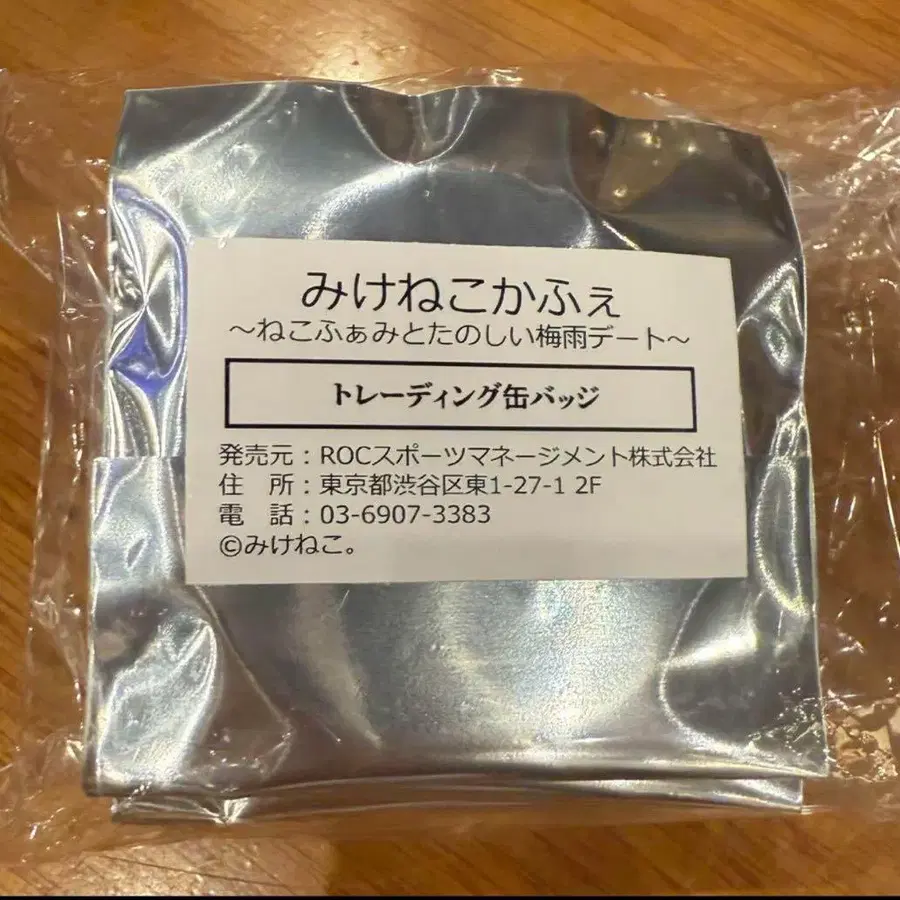 みけねこかふぇ
～ねこふぁみとたのしい梅雨デート～
トレーディング缶バッジ
発売元：ROCスポーツマネージメント株式会社
住　所：東京都渋谷区東1-27-1 2F
電　話：03-6907-3383
©みけねこ。